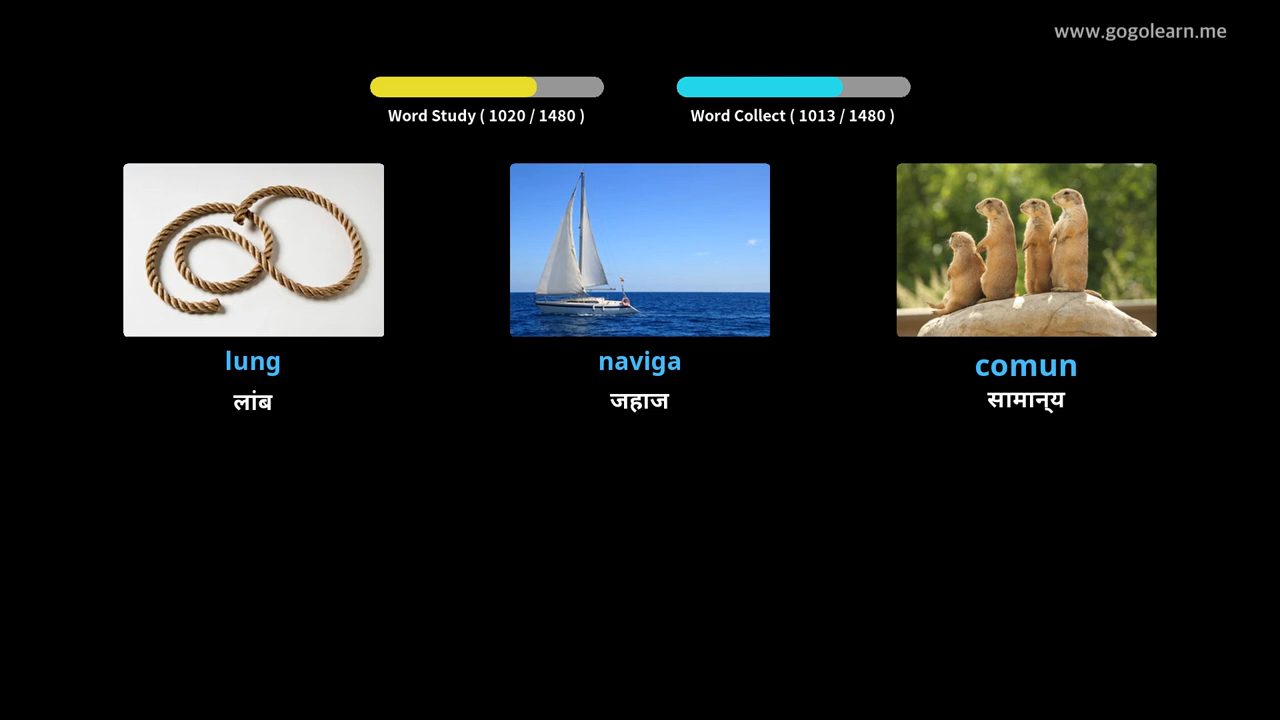 www.gogolearn.me
Word Study ( 1020 / 1480 )
Word Collect ( 1013 / 1480 )
lung
naviga
comun
लांब
जहाज
सामान्‍य